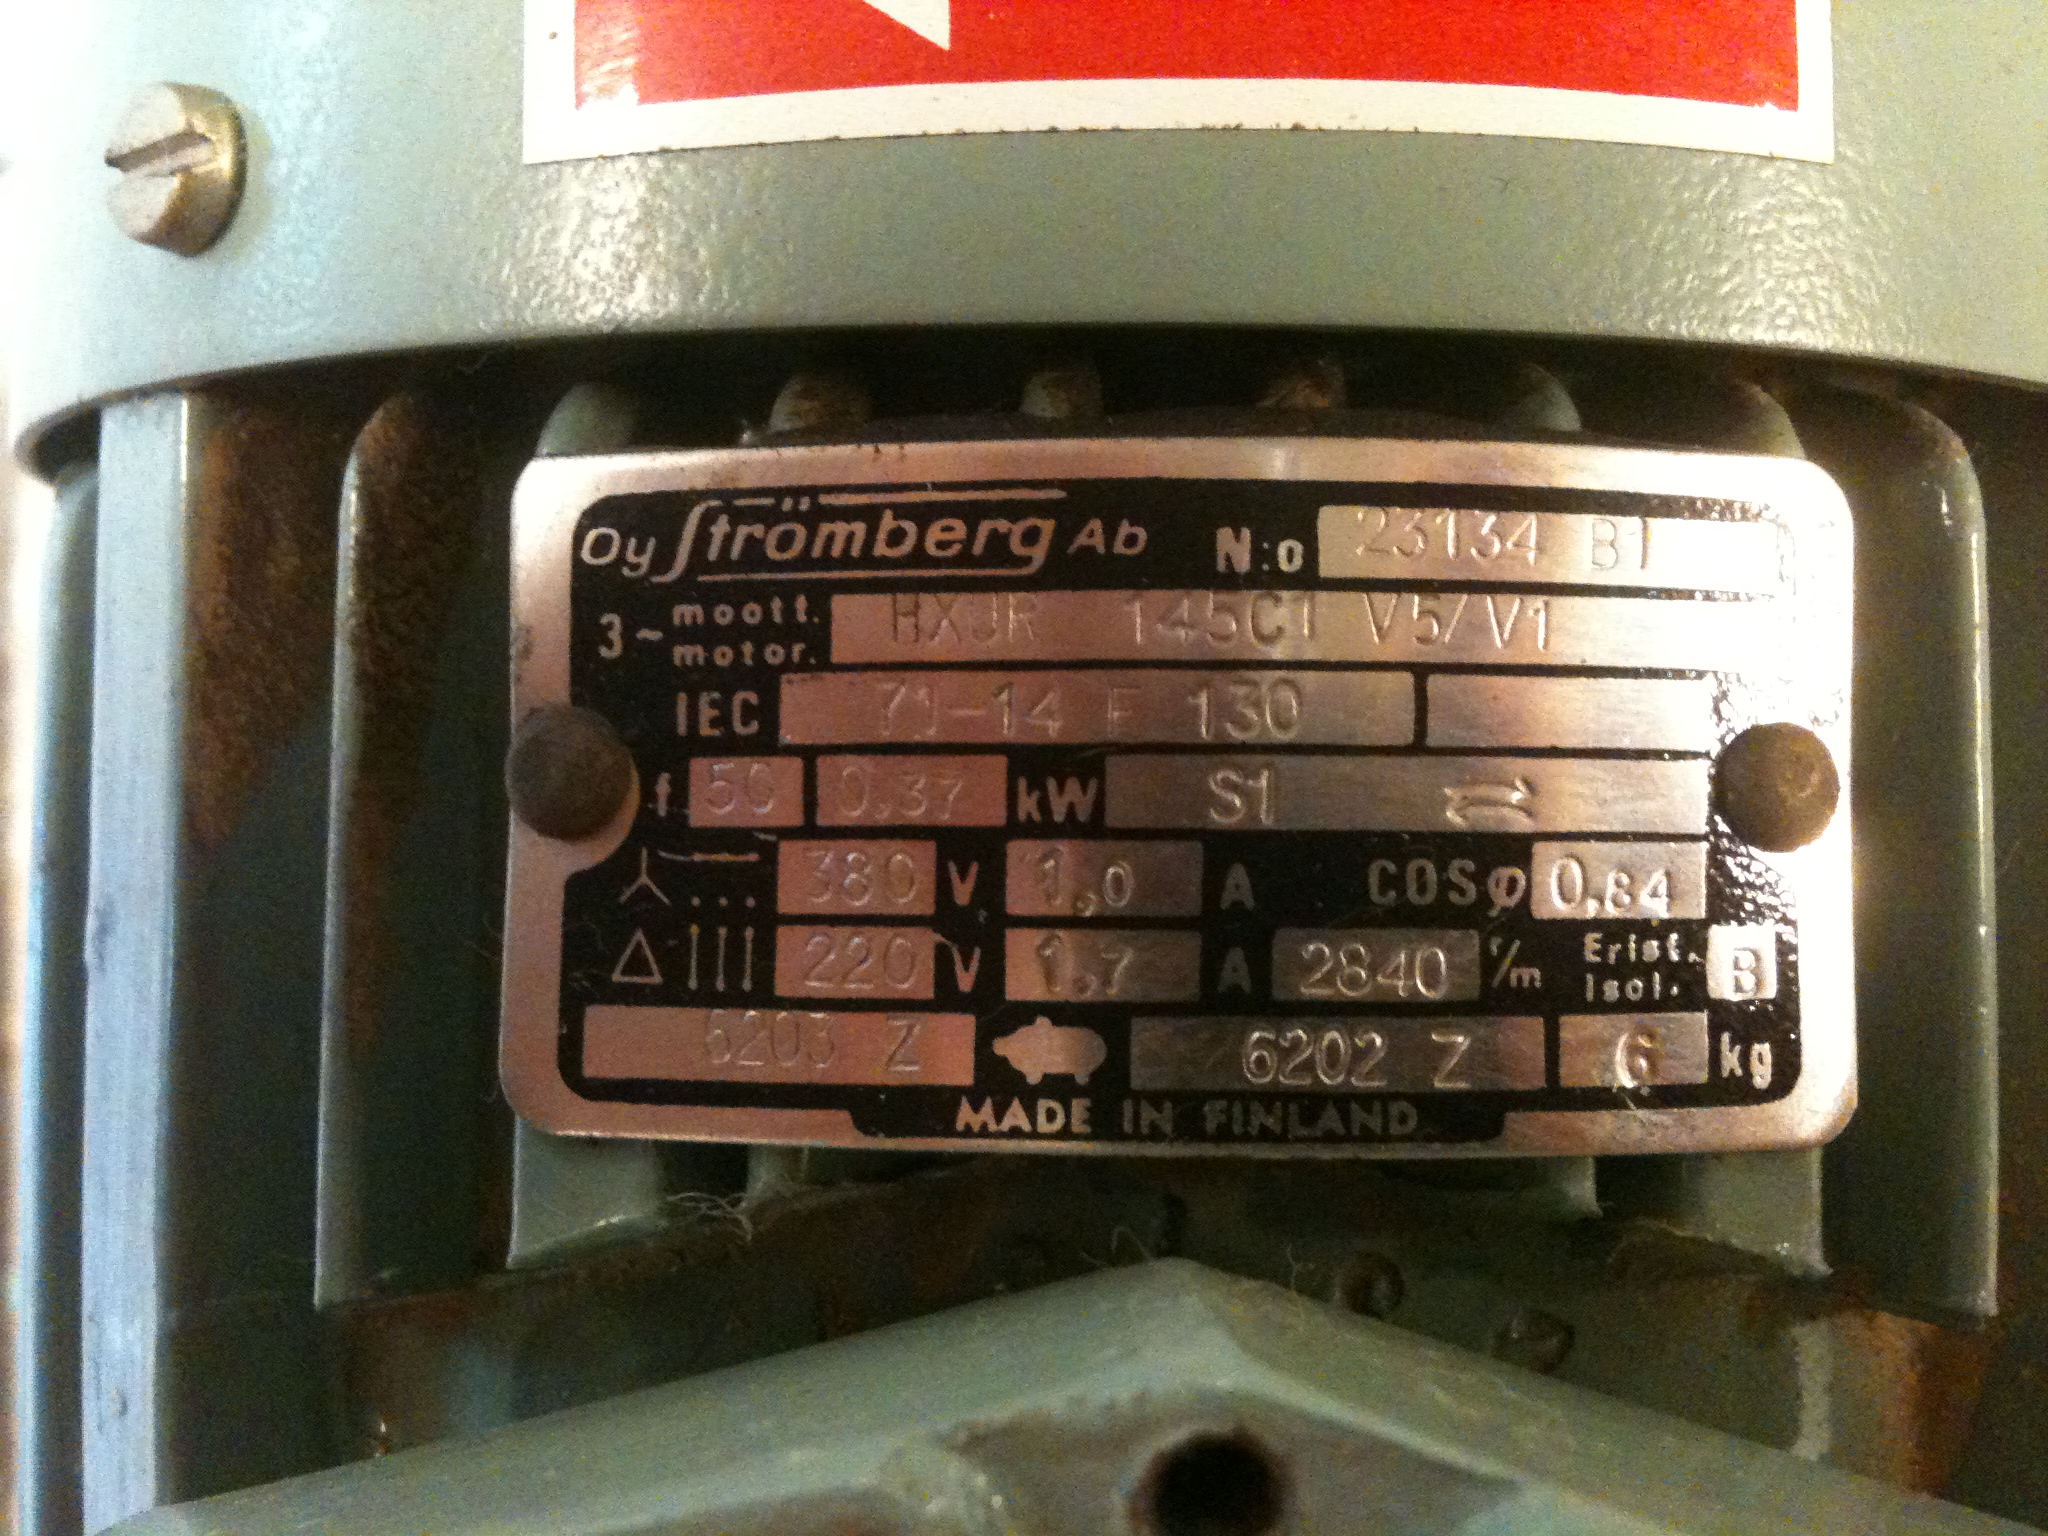 Oy Strömberg Ab N:o 23134 B1
3~ moott. motor. HXUR 145C1 V5/V1
IEC 71-14 F 130
f 50 0,37 kW S1
380 V 1,0 A COSφ 0,84
Δ 220 V 1,7 A 2840 r/m Erist. Isol. B
6203 Z 6202 Z 6 kg
MADE IN FINLAND